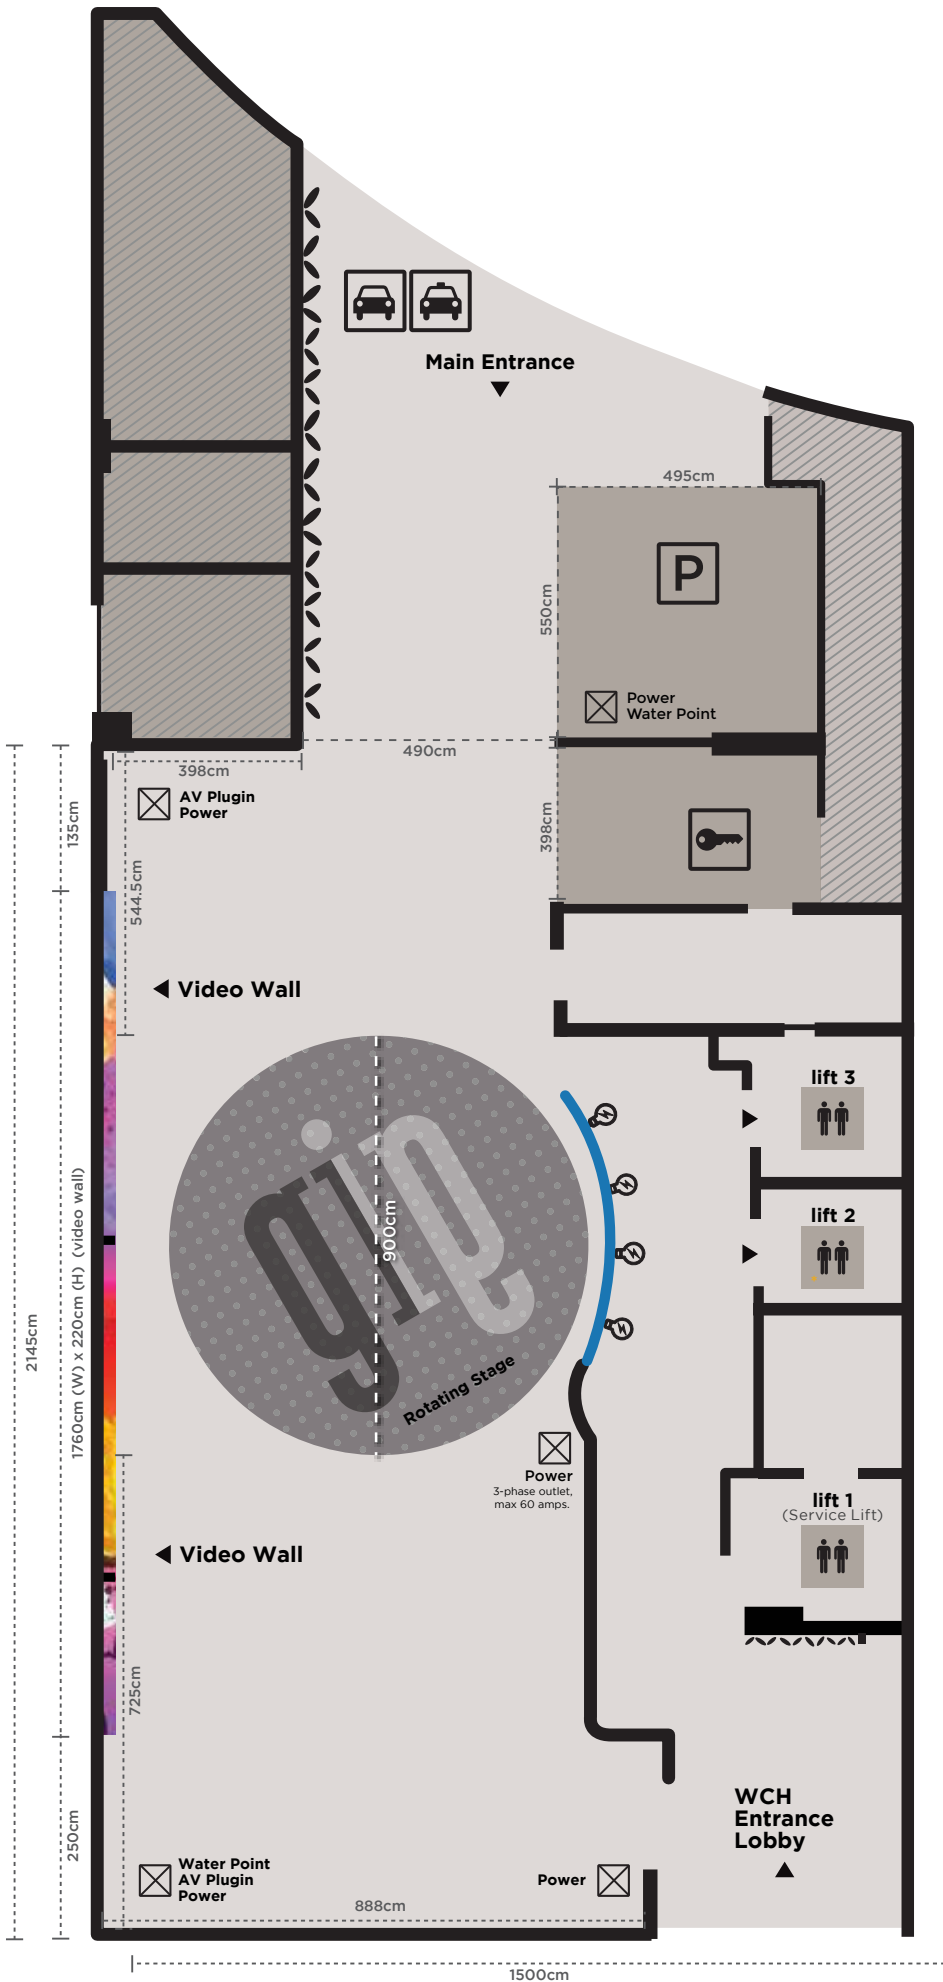 Main Entrance
495cm
P
550cm
Power
Water Point
490cm
398cm
AV Plugin
Power
135cm
398cm
544.5cm
Video Wall
lift 3
lift 2
900cm
gig
Rotating Stage
2145cm
1760cm (W) x 220cm (H) (video wall)
Power
3-phase outlet,
max 60 amps.
lift 1
(Service Lift)
Video Wall
725cm
250cm
WCH
Entrance
Lobby
Water Point
AV Plugin
Power
Power
888cm
1500cm